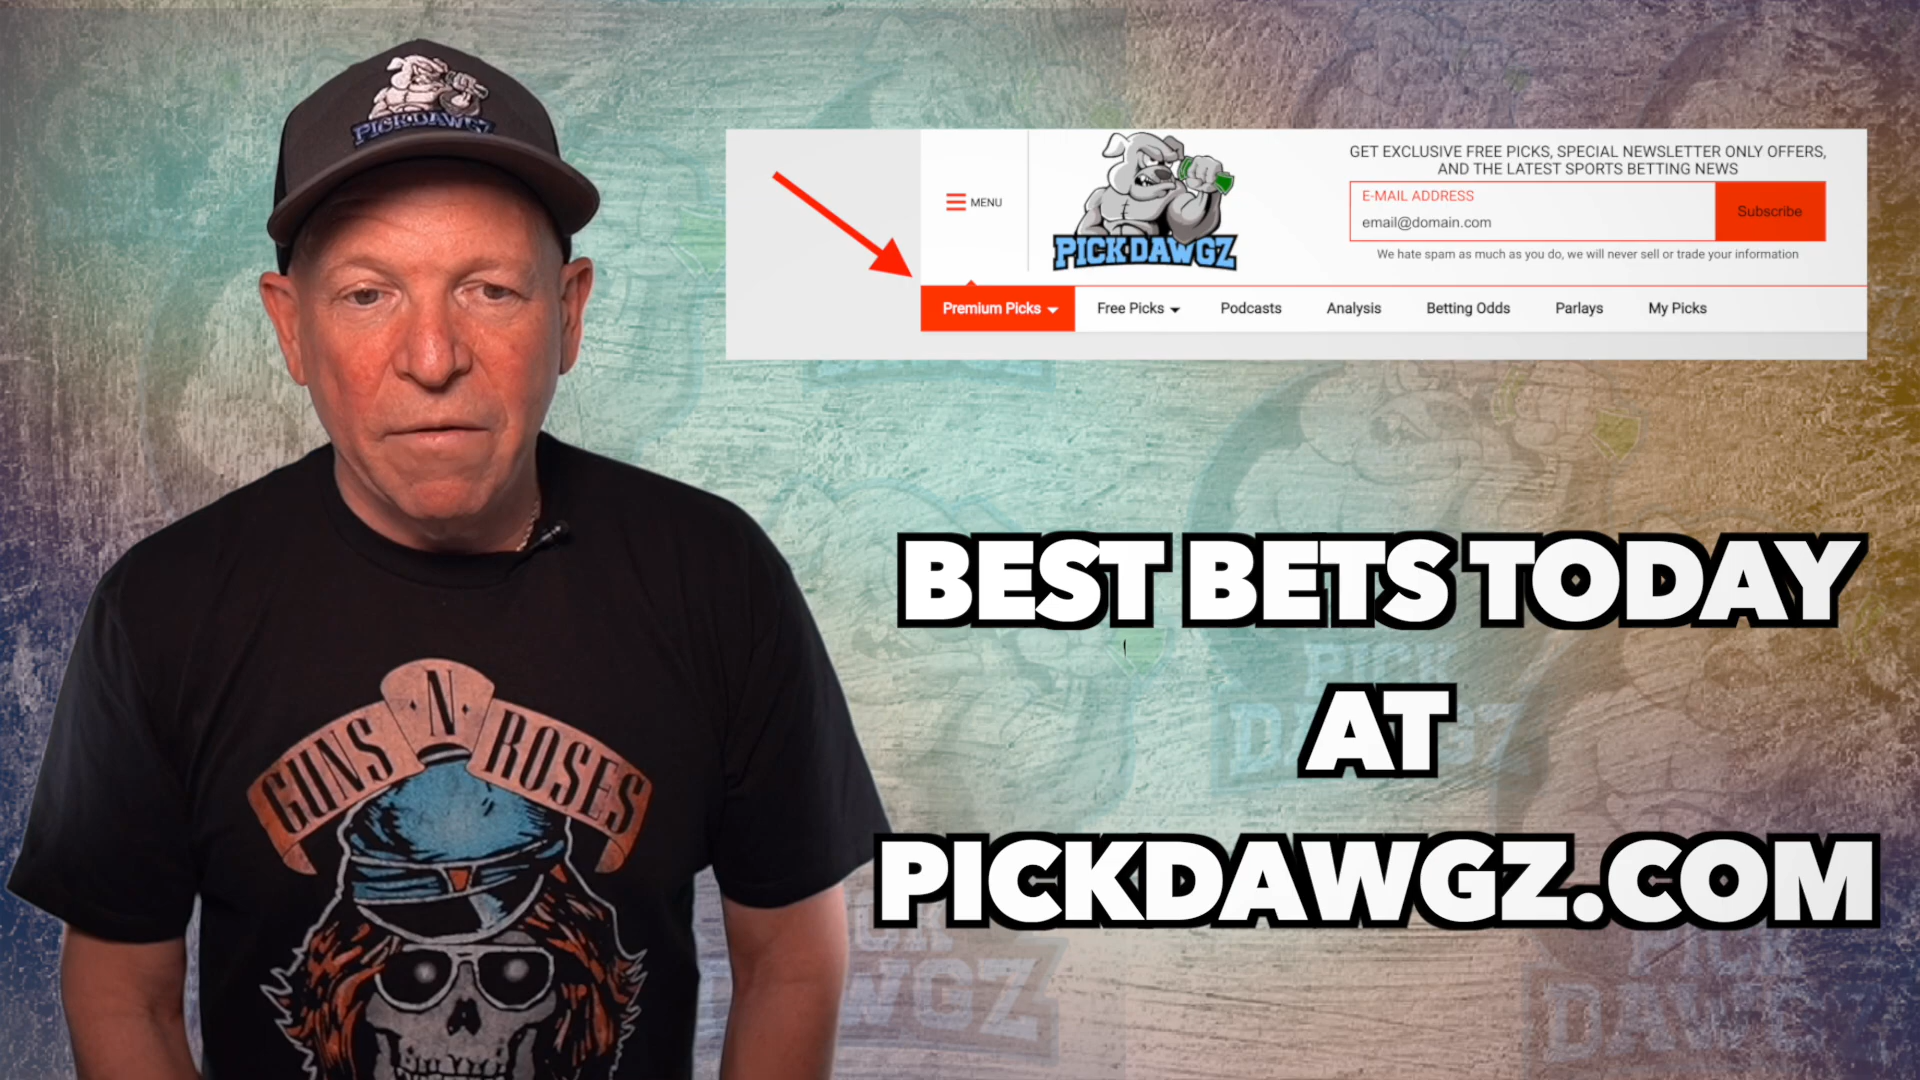 PICKDAWGZ
GUNS N ROSES
MENU
PICKDAWGZ
GET EXCLUSIVE FREE PICKS, SPECIAL NEWSLETTER ONLY OFFERS,
AND THE LATEST SPORTS BETTING NEWS
E-MAIL ADDRESS
email@domain.com
Subscribe
We hate spam as much as you do, we will never sell or trade your information
Premium Picks
Free Picks
Podcasts
Analysis
Betting Odds
Parlays
My Picks
BEST BETS TODAY
AT
PICKDAWGZ.COM